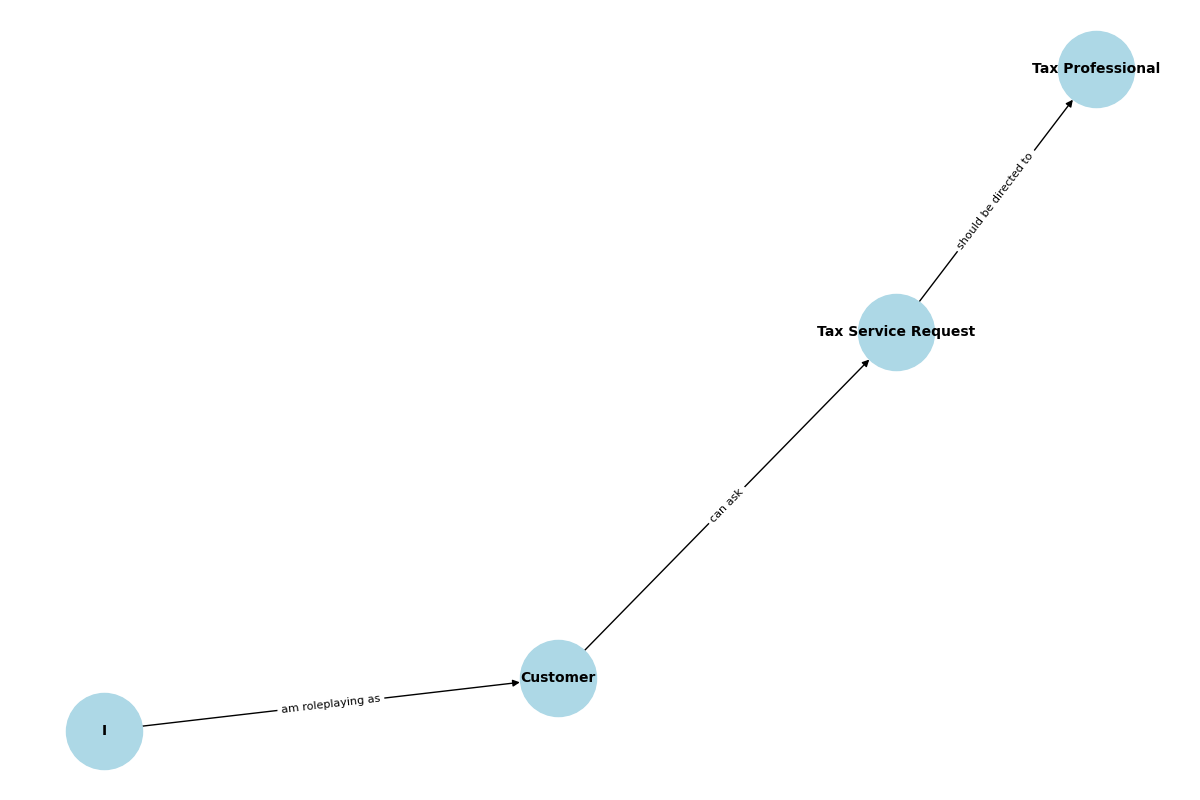 Tax Professional
should be directed to
Tax Service Request
can ask
Customer
am roleplaying as
I